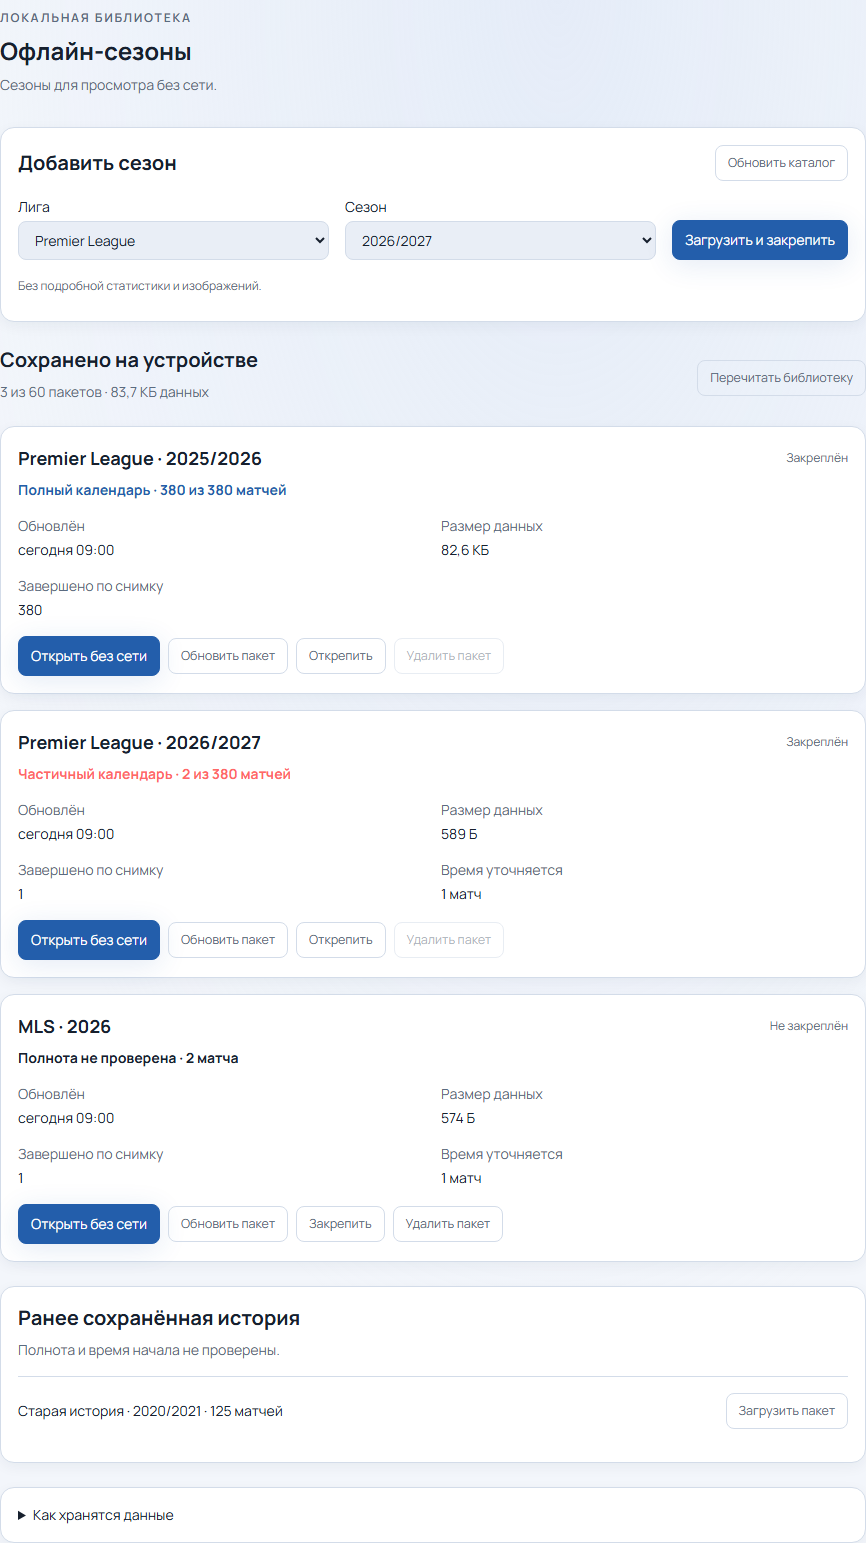 ЛОКАЛЬНАЯ БИБЛИОТЕКА
Офлайн-сезоны
Сезоны для просмотра без сети.
Добавить сезон
Обновить каталог
Лига
Сезон
Premier League
2026/2027
Загрузить и закрепить
Без подробной статистики и изображений.
Сохранено на устройстве
3 из 60 пакетов · 83,7 КБ данных
Перечитать библиотеку
Premier League · 2025/2026
Закреплён
Полный календарь · 380 из 380 матчей
Обновлён
Размер данных
сегодня 09:00
82,6 КБ
Завершено по снимку
380
Открыть без сети
Обновить пакет
Открепить
Удалить пакет
Premier League · 2026/2027
Закреплён
Частичный календарь · 2 из 380 матчей
Обновлён
Размер данных
сегодня 09:00
589 Б
Завершено по снимку
Время уточняется
1
1 матч
Открыть без сети
Обновить пакет
Открепить
Удалить пакет
MLS · 2026
Не закреплён
Полнота не проверена · 2 матча
Обновлён
Размер данных
сегодня 09:00
574 Б
Завершено по снимку
Время уточняется
1
1 матч
Открыть без сети
Обновить пакет
Закрепить
Удалить пакет
Ранее сохранённая история
Полнота и время начала не проверены.
Старая история · 2020/2021 · 125 матчей
Загрузить пакет
Как хранятся данные